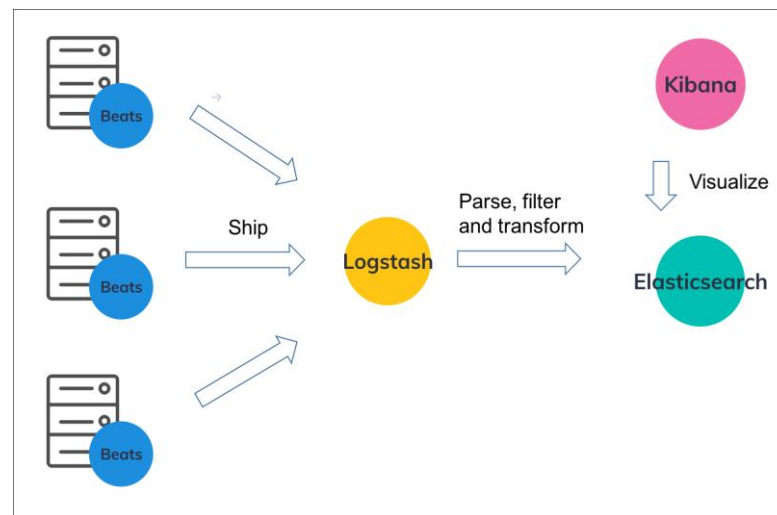 Beats
Beats
Beats
Ship
Logstash
Parse, filter
and transform
Kibana
Visualize
Elasticsearch